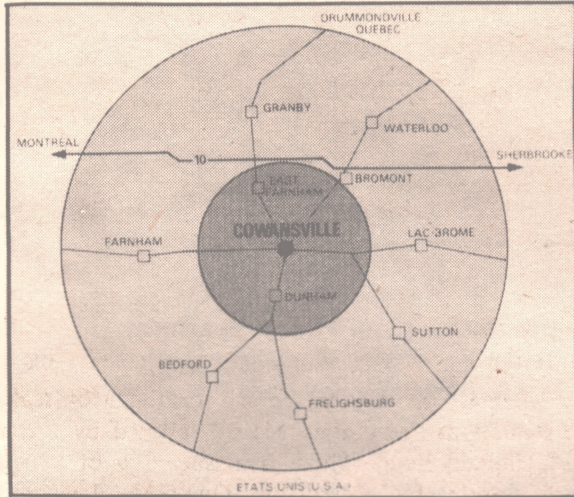 DRUMMONDVILLE
QUEBEC
GRANBY
WATERLOO
MONTREAL
10
SHERBROOKE
EAST
FARNHAM
BROMONT
COWANSVILLE
FARNHAM
LAC-BROME
DUNHAM
SUTTON
BEDFORD
FRELIGHSBURG
ETATS UNIS (U.S.A.)